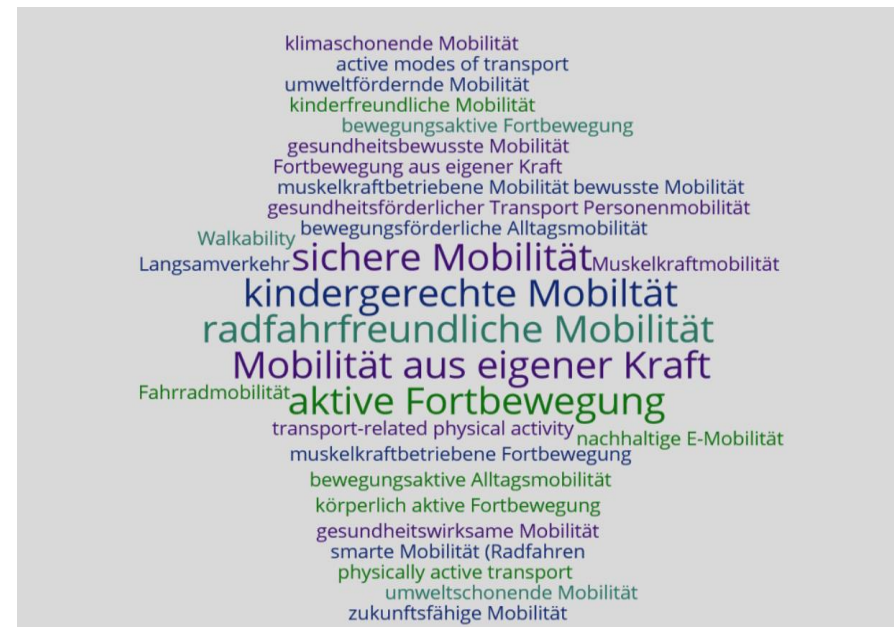 klimaschonende Mobilität
active modes of transport
umweltfördernde Mobilität
kinderfreundliche Mobilität
bewegungsaktive Fortbewegung
gesundheitsbewusste Mobilität
Fortbewegung aus eigener Kraft
muskelkraftbetriebene Mobilität bewusste Mobilität
gesundheitsförderlicher Transport Personenmobilität
bewegungsförderliche Alltagsmobilität
Walkability
Langsamverkehr sichere Mobilität Muskelkraftmobilität
kindergerechte Mobiltät
radfahrfreundliche Mobilität
Mobilität aus eigener Kraft
Fahrradmobilität aktive Fortbewegung
transport-related physical activity nachhaltige E-Mobilität
muskelkraftbetriebene Fortbewegung
bewegungsaktive Alltagsmobilität
körperlich aktive Fortbewegung
gesundheitswirksame Mobilität
smarte Mobilität (Radfahren
physically active transport
umweltschonende Mobilität
zukunftsfähige Mobilität